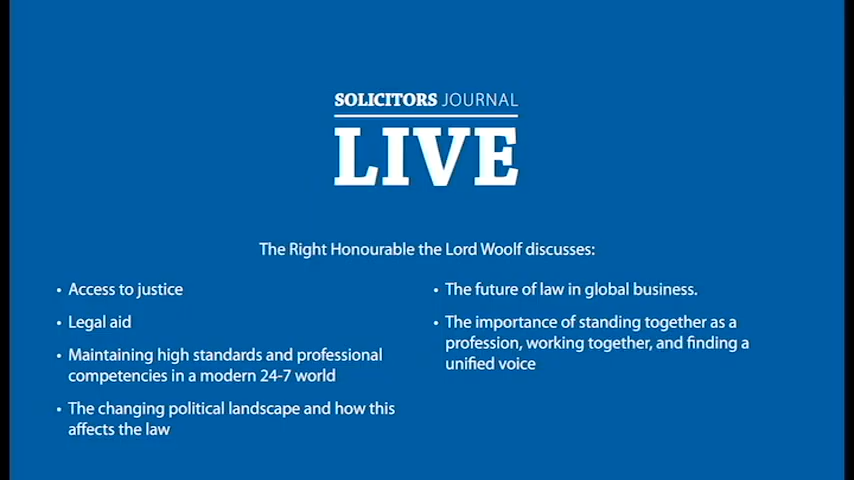 SOLICITORS JOURNAL
LIVE
The Right Honourable the Lord Woolf discusses:
• Access to justice
• Legal aid
• Maintaining high standards and professional
competencies in a modern 24-7 world
• The changing political landscape and how this
affects the law
• The future of law in global business.
• The importance of standing together as a
profession, working together, and finding a
unified voice